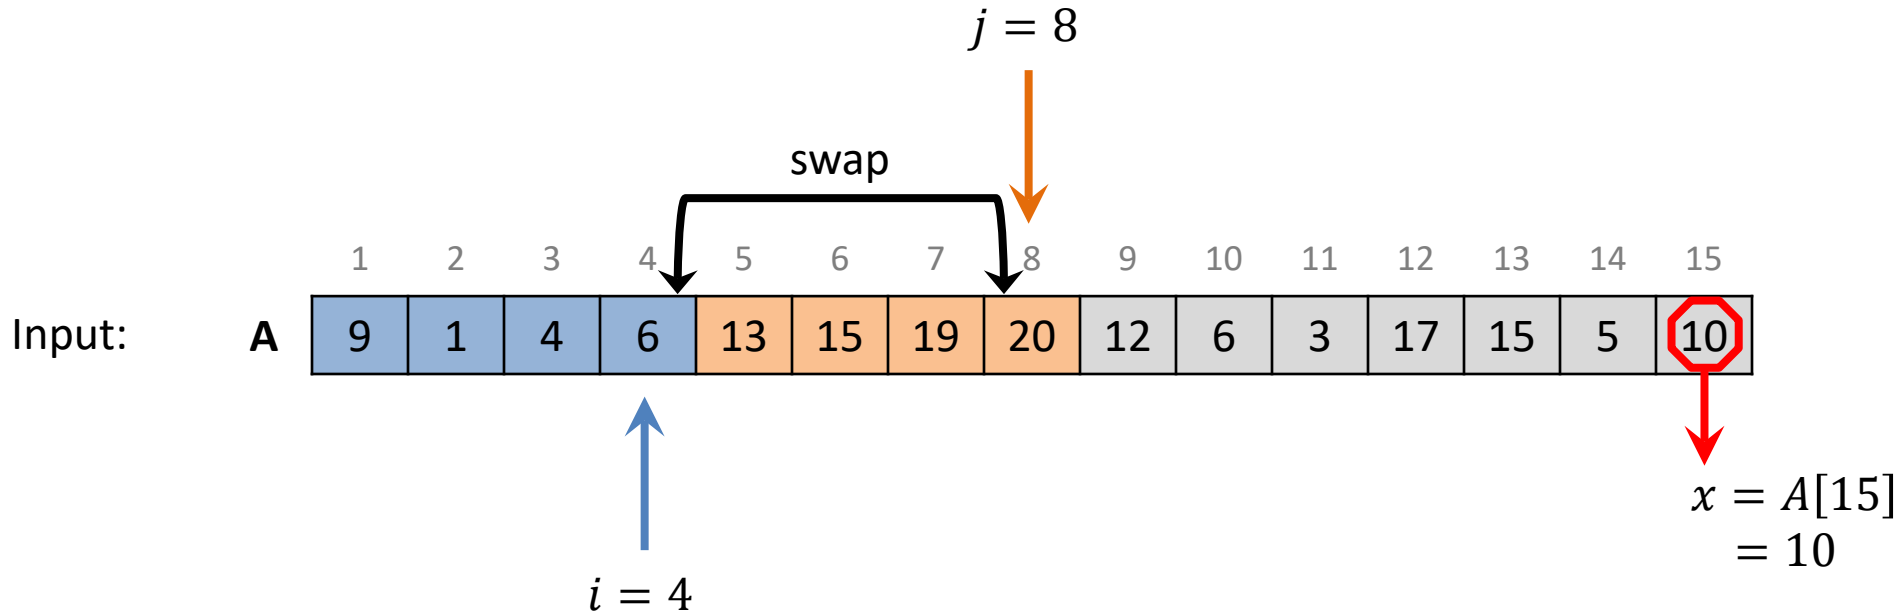 j = 8
swap
1 2 3 4 5 6 7 8 9 10 11 12 13 14 15
Input: A 9 1 4 6 13 15 19 20 12 6 3 17 15 5 10
x = A[15]
= 10
i = 4